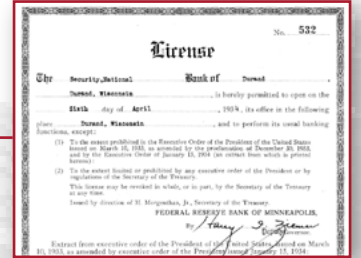 No. 532
License
The Security National Bank of Durand
Durand, Wisconsin, is hereby permitted to open on the
Sixth day of April, 1934, its office in the following
place Durand, Wisconsin, and to perform its usual banking
functions, except:
(1) To the extent prohibited in the Executive Order of the President of the United States
issued on March 10, 1933, as amended by the proclamation of December 30, 1933,
and by the Executive Order of January 15, 1934 (an extract from which is printed
hereon):
(2) To the extent limited or prohibited by any executive order of the President or by
regulations of the Secretary of the Treasury.
This license may be revoked in whole, or in part, by the Secretary of the Treasury
at any time.
Issued by direction of H. Morgenthau, Jr., Secretary of the Treasury.
FEDERAL RESERVE BANK OF MINNEAPOLIS,
By Harry
Extract from executive order of the President of the United States, issued on March
10, 1933, as amended by executive order of the President issued January 15, 1934: